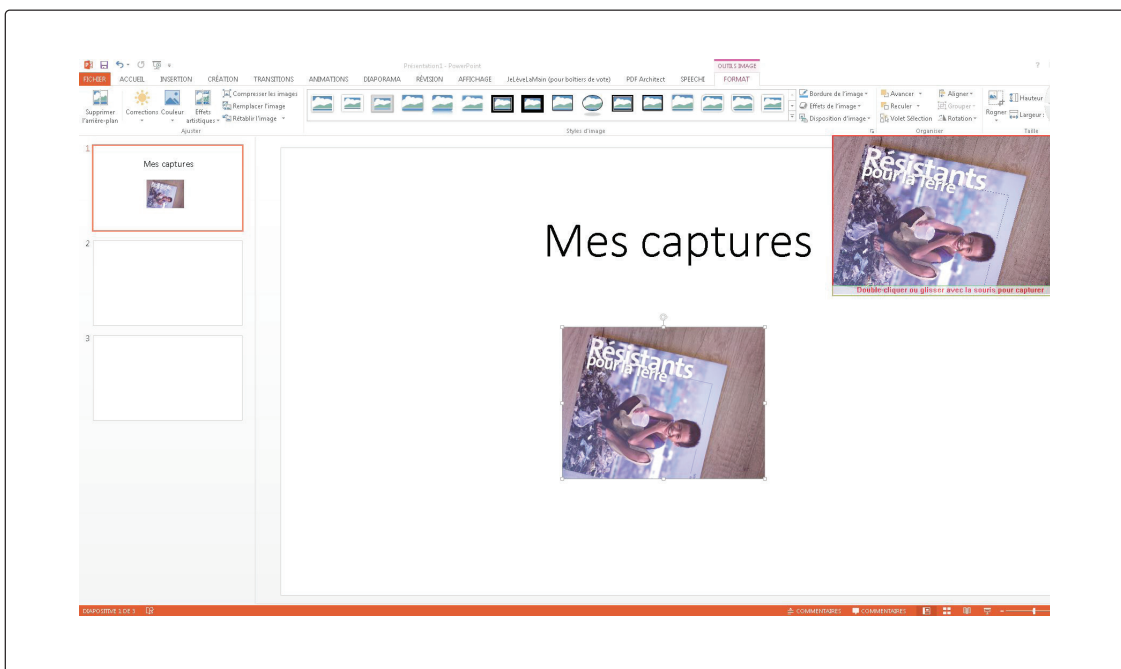 Présentation1 - PowerPoint
OUTILS IMAGE
?
FICHIER ACCUEIL INSERTION CRÉATION TRANSITIONS ANIMATIONS DIAPORAMA RÉVISION AFFICHAGE JeLèveLaMain (pour boîtiers de vote) PDF Architect SPEECHI FORMAT
Supprimer l'arrière-plan
Corrections Couleur
Effets artistiques
Compresser les images
Remplacer l'image
Rétablir l'image
Ajuster
Styles d'image
Bordure de l'image
Effets de l'image
Disposition d'image
Avancer
Reculer
Volet Sélection
Aligner
Grouper
Rotation
Organiser
Rogner
Hauteur
Largeur :
Taille
1
Mes captures
2
3
Mes captures
Résistants
pour la Terre
Double-cliquer ou glisser avec la souris pour capturer
Résistants
pour la Terre
DIAPOSITIVE 1 DE 3
COMMENTAIRES COMMENTAIRES